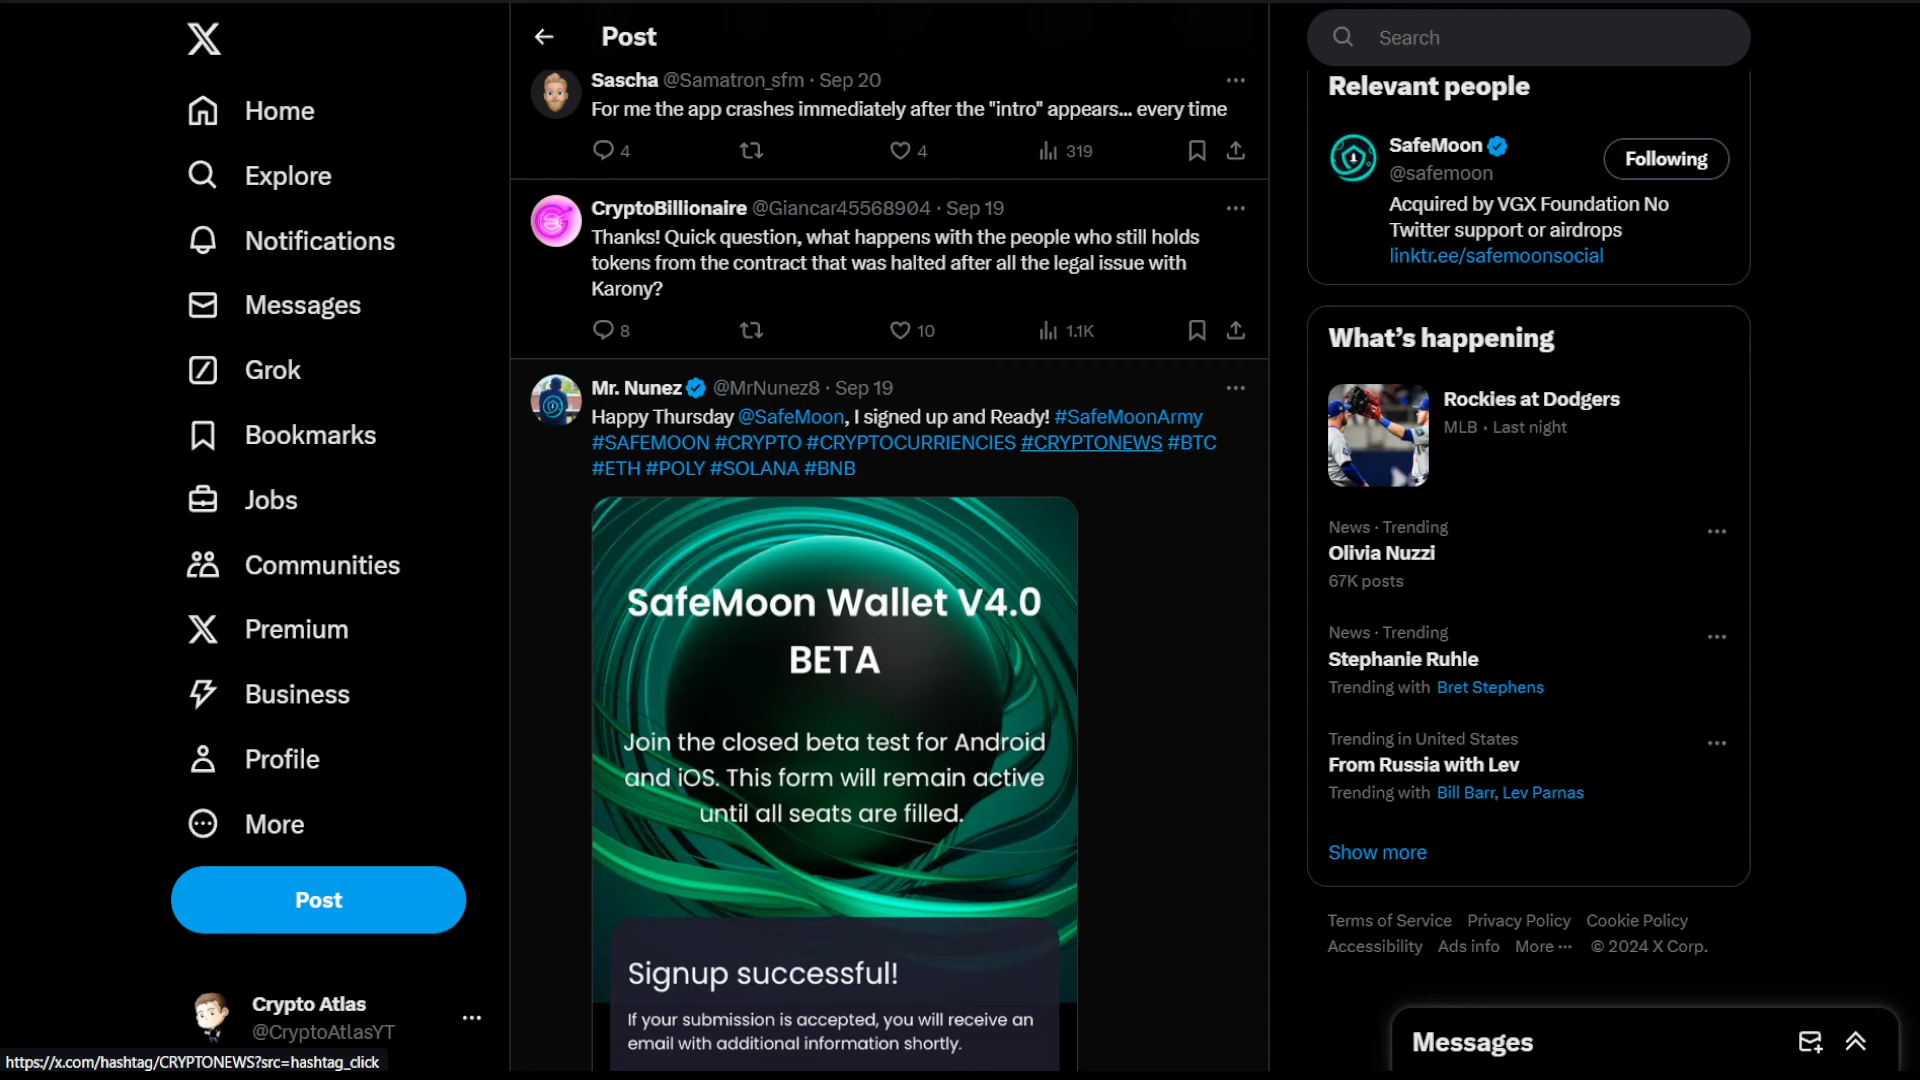 Home
Explore
Notifications
Messages
Grok
Bookmarks
Jobs
Communities
Premium
Business
Profile
More
Post
Crypto Atlas
@CryptoAtlasYT
https://x.com/hashtag/CRYPTONEWS?src=hashtag_click
Post
Sascha @Samatron_sfm · Sep 20
For me the app crashes immediately after the "intro" appears... every time
4 4 319
CryptoBillionaire @Giancar45568904 · Sep 19
Thanks! Quick question, what happens with the people who still holds
tokens from the contract that was halted after all the legal issue with
Karony?
8 10 1.1K
Mr. Nunez @MrNunez8 · Sep 19
Happy Thursday @SafeMoon, I signed up and Ready! #SafeMoonArmy
#SAFEMOON #CRYPTO #CRYPTOCURRIENCIES #CRYPTONEWS #BTC
#ETH #POLY #SOLANA #BNB
SafeMoon Wallet V4.0
BETA
Join the closed beta test for Android
and iOS. This form will remain active
until all seats are filled.
Signup successful!
If your submission is accepted, you will receive an
email with additional information shortly.
Search
Relevant people
SafeMoon
@safemoon
Following
Acquired by VGX Foundation No
Twitter support or airdrops
linktr.ee/safemoonsocial
What's happening
Rockies at Dodgers
MLB · Last night
News · Trending
Olivia Nuzzi
67K posts
News · Trending
Stephanie Ruhle
Trending with Bret Stephens
Trending in United States
From Russia with Lev
Trending with Bill Barr, Lev Parnas
Show more
Terms of Service Privacy Policy Cookie Policy
Accessibility Ads info More ··· © 2024 X Corp.
Messages